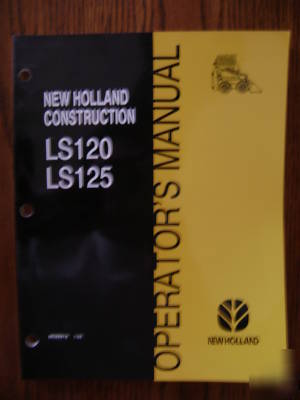 NEW HOLLAND
CONSTRUCTION
LS120
LS125
OPERATOR'S MANUAL
NEW HOLLAND